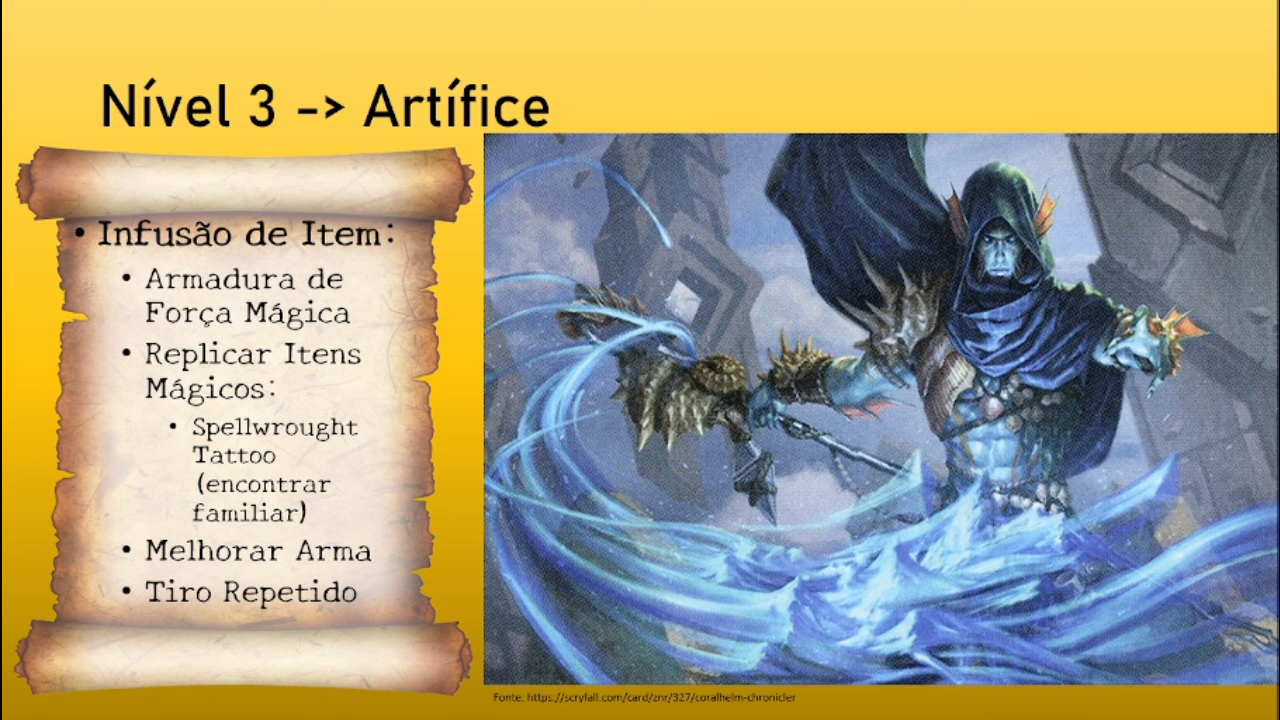 Nível 3 -> Artífice
• Infusão de Item:
• Armadura de
Força Mágica
• Replicar Itens
Mágicos:
• Spellwrought
Tattoo
(encontrar
familiar)
• Melhorar Arma
• Tiro Repetido
Fonte: https://scryfall.com/card/znr/327/coralhelm-chronicler